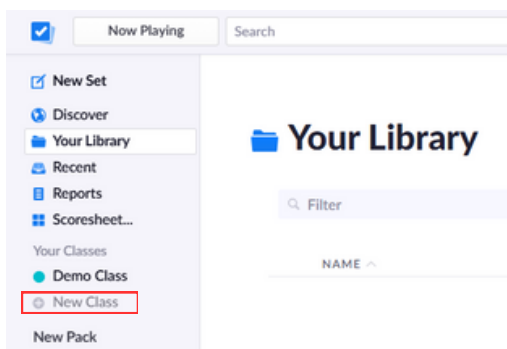 Now Playing
Search
New Set
Discover
Your Library
Recent
Reports
Scoresheet...
Your Classes
Demo Class
New Class
New Pack
Your Library
Filter
NAME